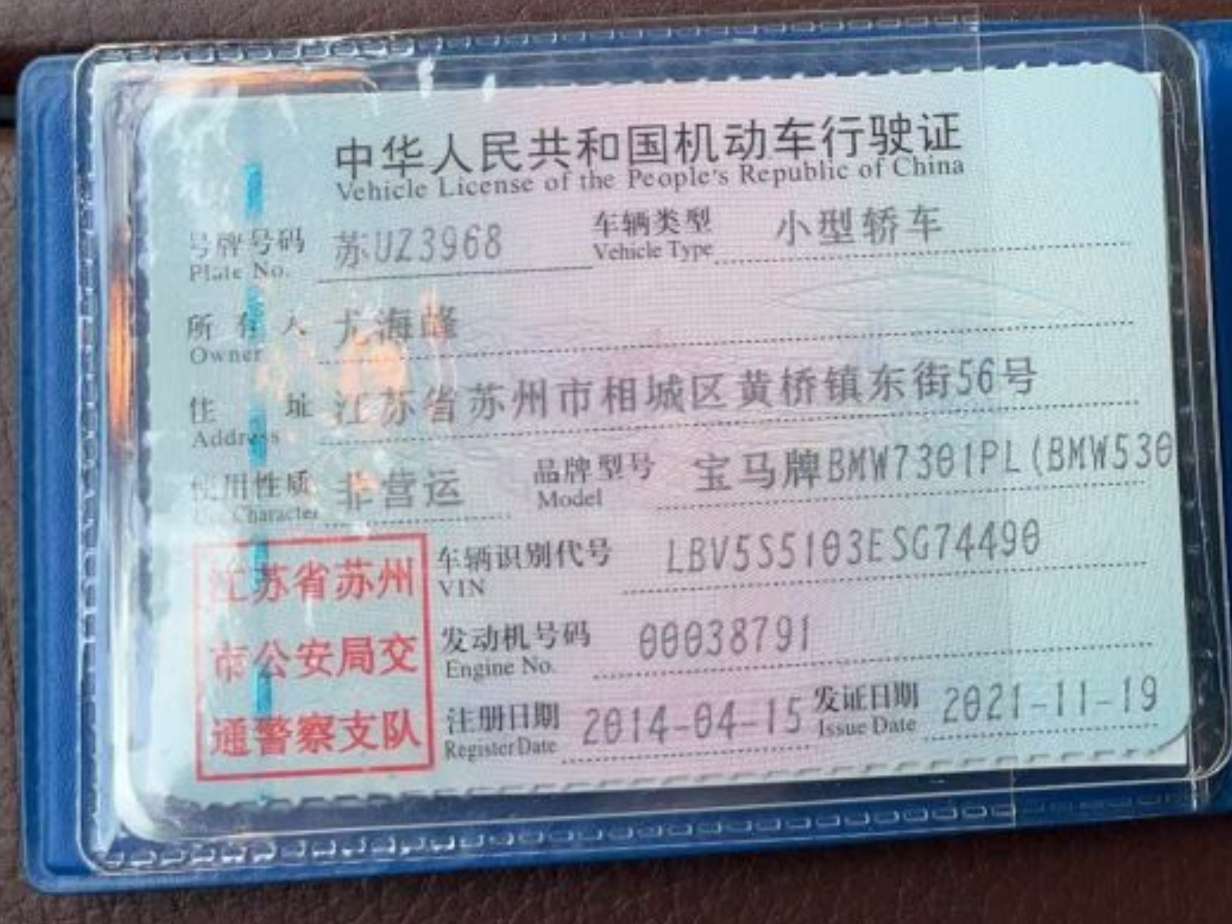 中华人民共和国机动车行驶证
Vehicle License of the People's Republic of China
号牌号码 苏UZ3968 车辆类型 小型轿车
Plate No. Vehicle Type
所有人 尤海峰
Owner
住址 江苏省苏州市相城区黄桥镇东街56号
Address
使用性质 非营运 品牌型号 宝马牌BMW7301PL(BMW530
Use Character Model
江苏省苏州
市公安局交
通警察支队
车辆识别代号 LBV5S5103ESG74490
VIN
发动机号码 00038791
Engine No.
注册日期 2014-04-15 发证日期 2021-11-19
Register Date Issue Date